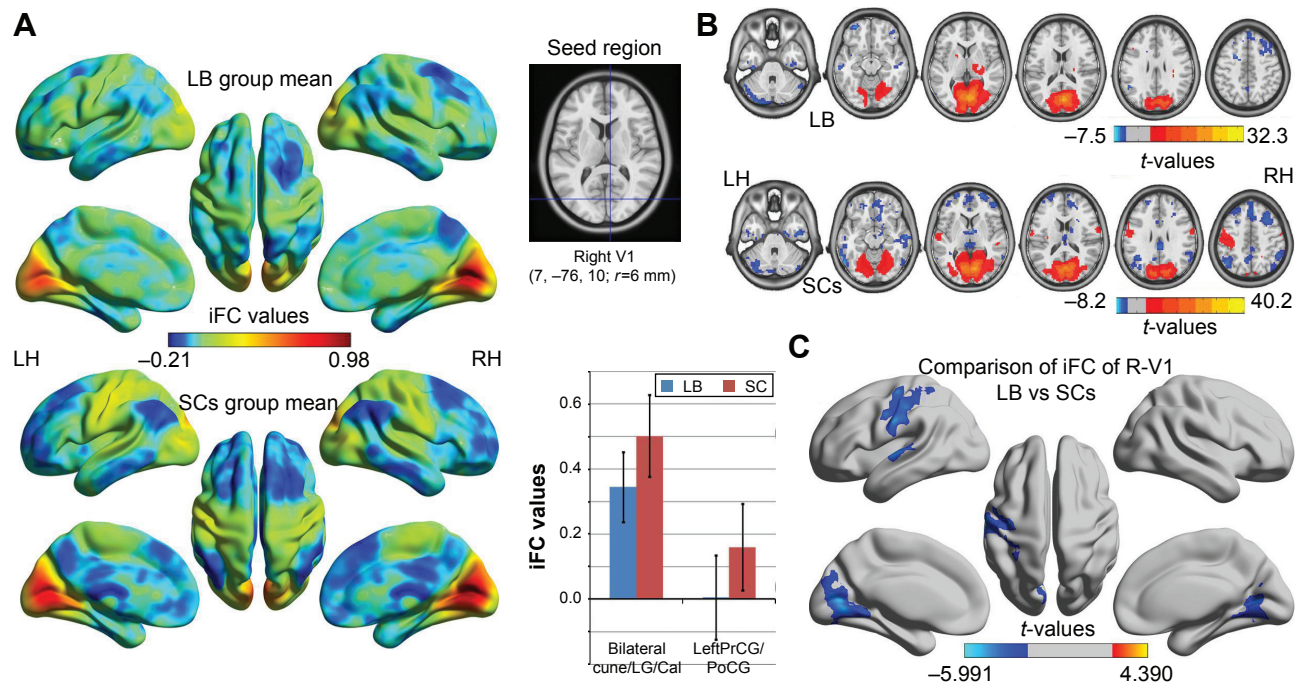 A
LB group mean
Seed region
Right V1
(7, –76, 10; r=6 mm)
iFC values
–0.21
0.98
LH
RH
SCs group mean
LB
SC
iFC values
0.6
0.4
0.2
0.0
Bilateral
cune/LG/Cal
LeftPrCG/
PoCG
B
LB
–7.5
32.3
t-values
LH
RH
SCs
–8.2
40.2
t-values
C
Comparison of iFC of R-V1
LB vs SCs
t-values
–5.991
4.390